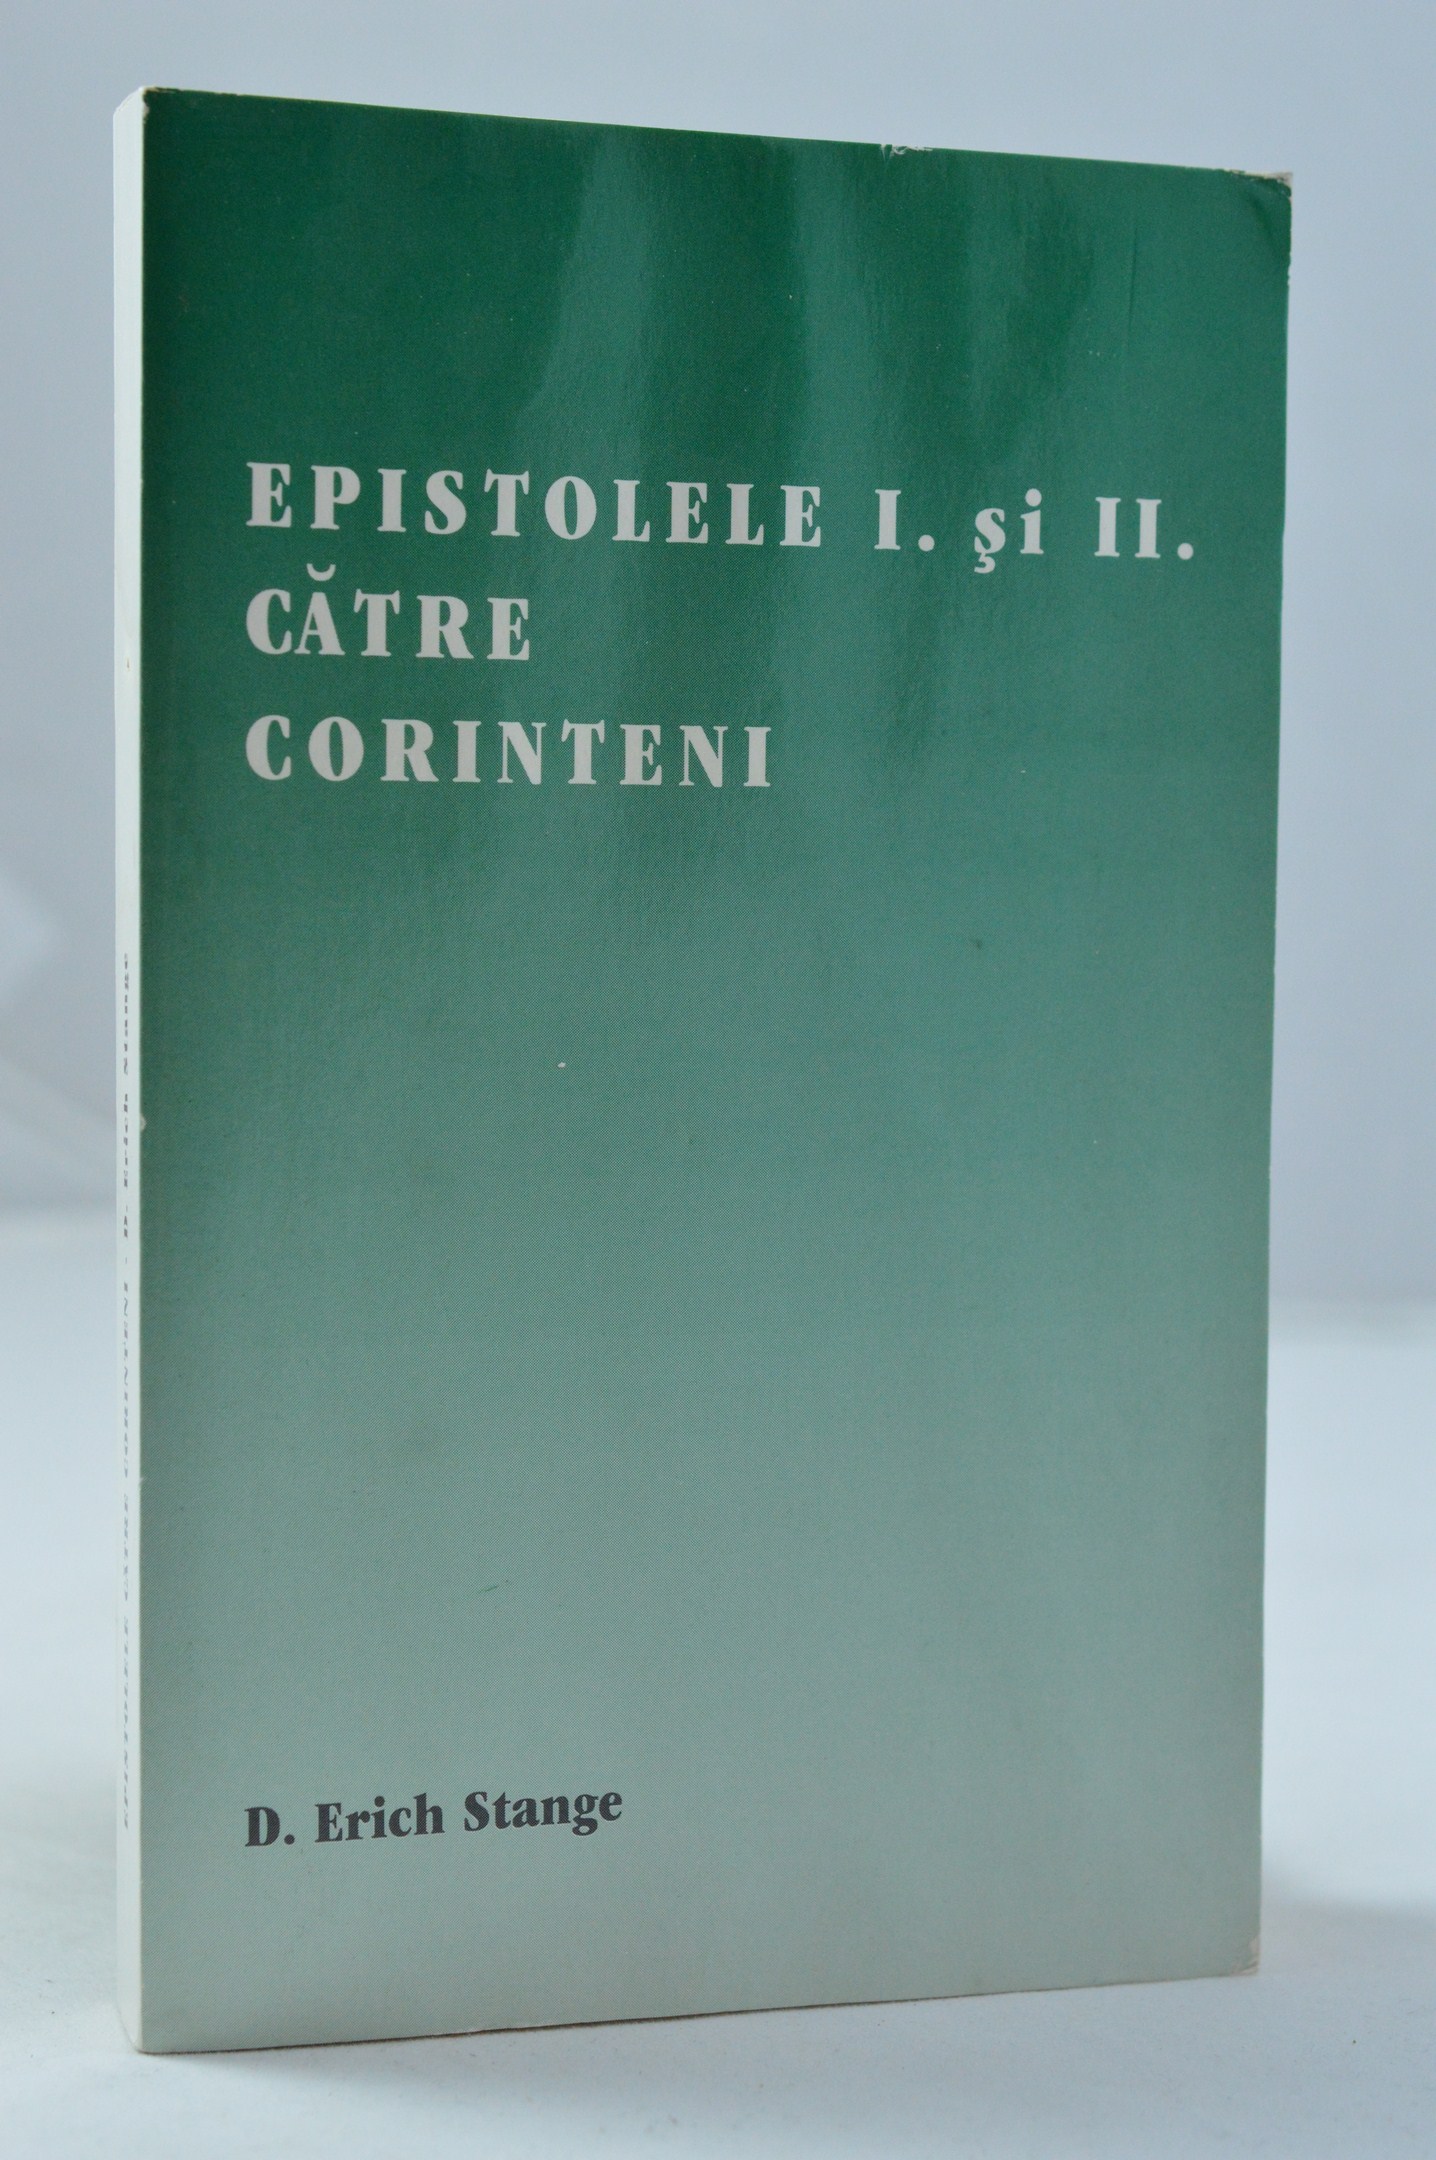 EPISTOLELE I. şi II.
CĂTRE
CORINTENI
D. Erich Stange